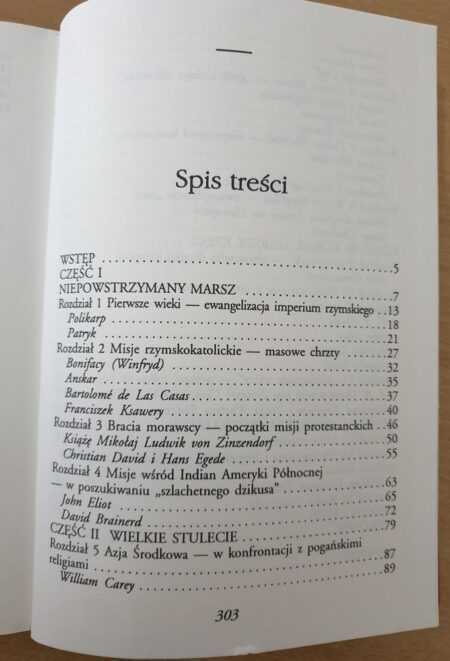 Spis treści
WSTĘP ........ 5
CZĘŚĆ I
NIEPOWSTRZYMANY MARSZ ........ 7
Rozdział 1 Pierwsze wieki — ewangelizacja imperium rzymskiego .. 13
Polikarp ........ 18
Patryk ........ 21
Rozdział 2 Misje rzymskokatolickie — masowe chrzty ........ 27
Bonifacy (Winfryd) ........ 32
Anskar ........ 35
Bartolomé de Las Casas ........ 37
Franciszek Ksawery ........ 40
Rozdział 3 Bracia morawscy — początki misji protestanckich . 46
Książę Mikołaj Ludwik von Zinzendorf ........ 50
Christian David i Hans Egede ........ 55
Rozdział 4 Misje wśród Indian Ameryki Północnej
— w poszukiwaniu „szlachetnego dzikusa” ........ 63
John Eliot ........ 65
David Brainerd ........ 72
CZĘŚĆ II WIELKIE STULECIE ........ 79
Rozdział 5 Azja Środkowa — w konfrontacji z pogańskimi
religiami ........ 87
William Carey ........ 89
303